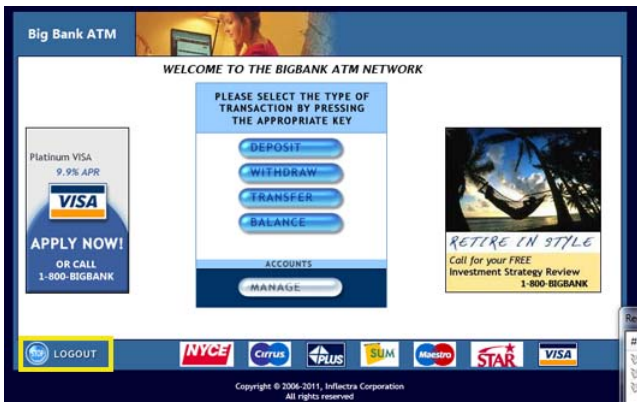 Big Bank ATM
WELCOME TO THE BIGBANK ATM NETWORK
PLEASE SELECT THE TYPE OF
TRANSACTION BY PRESSING
THE APPROPRIATE KEY
DEPOSIT
WITHDRAW
TRANSFER
BALANCE
ACCOUNTS
MANAGE
Platinum VISA
9.9% APR
VISA
APPLY NOW!
OR CALL
1-800-BIGBANK
RETIRE IN STYLE
Call for your FREE
Investment Strategy Review
1-800-BIGBANK
Re
#
STOP
LOGOUT
NYCE
Cirrus
PLUS
SUM
Maestro
STAR
VISA
Copyright © 2006-2011, Inflectra Corporation
All rights reserved